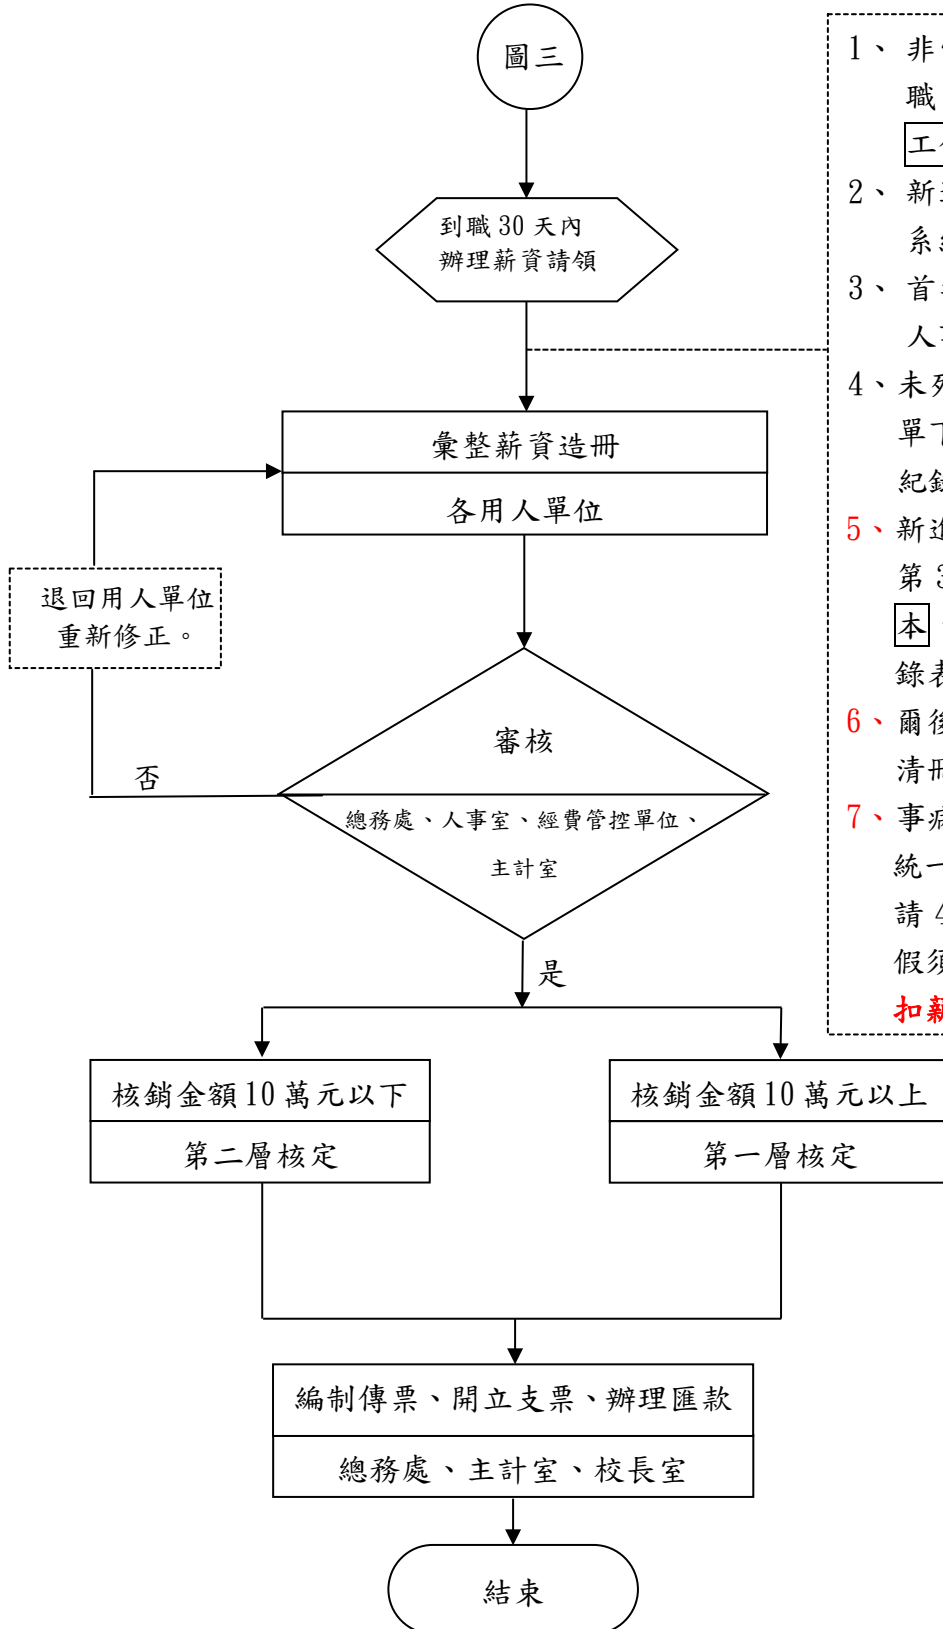 圖三
到職 30 天內
辦理薪資請領
彙整薪資造冊
各用人單位
退回用人單位
重新修正。
審核
否
總務處、人事室、經費管控單位、
主計室
是
核銷金額 10 萬元以下
第二層核定
核銷金額 10 萬元以上
第一層核定
編制傳票、開立支票、辦理匯款
總務處、主計室、校長室
結束
1、 非
職
工
2、 新
系
3、 首
人
4、未
單
紀
5、新
第 3
本
錄
6、爾
清
7、事
統一
請 4
假須
扣